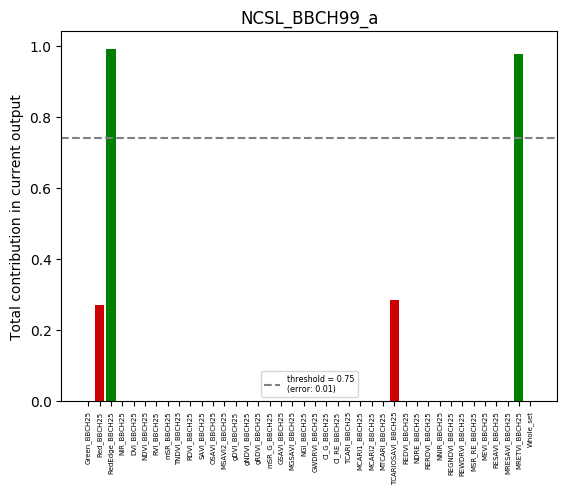 NCSL_BBCH99_a
Total contribution in current output
1.0
0.8
0.6
0.4
0.2
0.0
threshold = 0.75
(error: 0.01)
Green_BBCH25
Red_BBCH25
RedEdge_BBCH25
NIR_BBCH25
DVI_BBCH25
NDVI_BBCH25
RVI_BBCH25
mSR_BBCH25
TNDVI_BBCH25
RDVI_BBCH25
SAVI_BBCH25
OSAVI_BBCH25
MSAVI2_BBCH25
gDVI_BBCH25
gNDVI_BBCH25
gRDVI_BBCH25
mSR_G_BBCH25
GSAVI_BBCH25
MGSAVI_BBCH25
NGI_BBCH25
GWDRVI_BBCH25
CI_G_BBCH25
CI_RE_BBCH25
TCARI_BBCH25
MCARI1_BBCH25
MCARI2_BBCH25
MTCARI_BBCH25
TCARIOSAVI_BBCH25
REDVI_BBCH25
NDRE_BBCH25
RERDVI_BBCH25
NNIR_BBCH25
REGNDVI_BBCH25
REWDRVI_BBCH25
MSR_RE_BBCH25
MEVI_BBCH25
RESAVI_BBCH25
MRESAVI_BBCH25
MRETVI_BBCH25
Whole_set